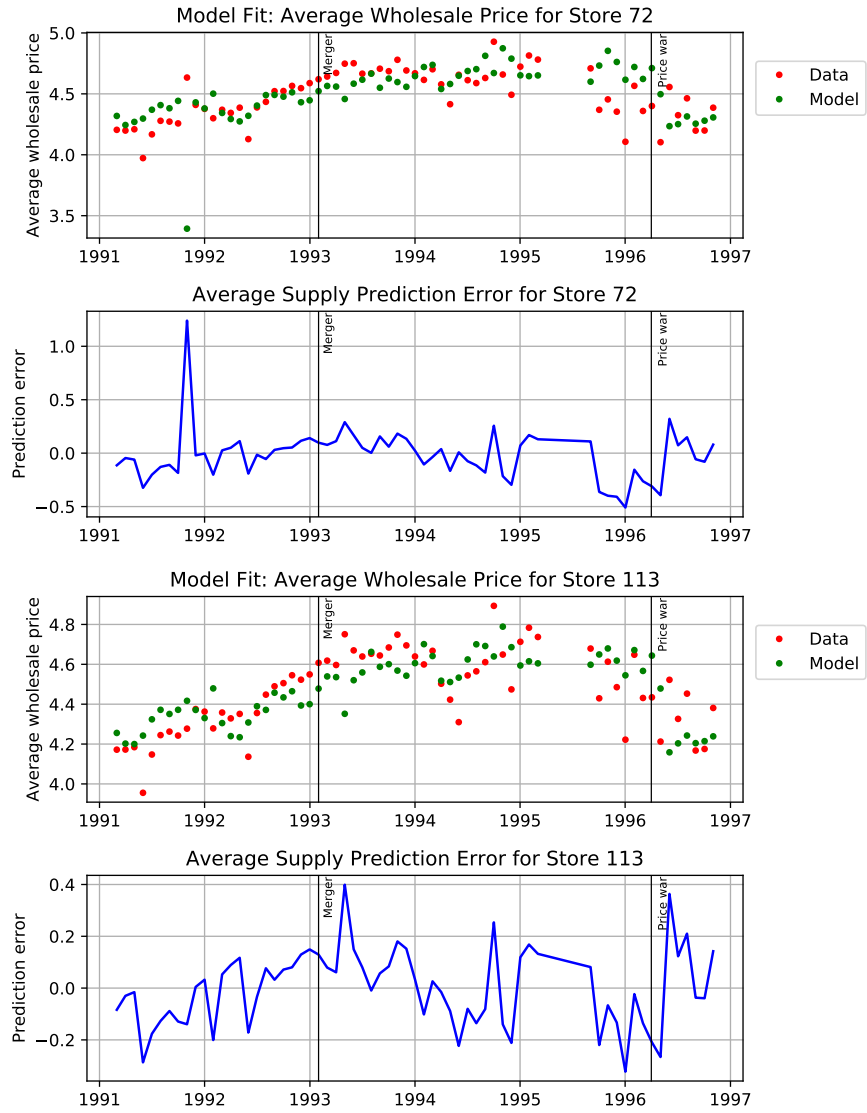 Model Fit: Average Wholesale Price for Store 72
Average wholesale price
5.0
4.5
4.0
3.5
Merger
Price war
Data
Model
1991 1992 1993 1994 1995 1996 1997
Average Supply Prediction Error for Store 72
Prediction error
1.0
0.5
0.0
−0.5
Merger
Price war
1991 1992 1993 1994 1995 1996 1997
Model Fit: Average Wholesale Price for Store 113
Average wholesale price
4.8
4.6
4.4
4.2
4.0
Merger
Price war
Data
Model
1991 1992 1993 1994 1995 1996 1997
Average Supply Prediction Error for Store 113
Prediction error
0.4
0.2
0.0
−0.2
Merger
Price war
1991 1992 1993 1994 1995 1996 1997